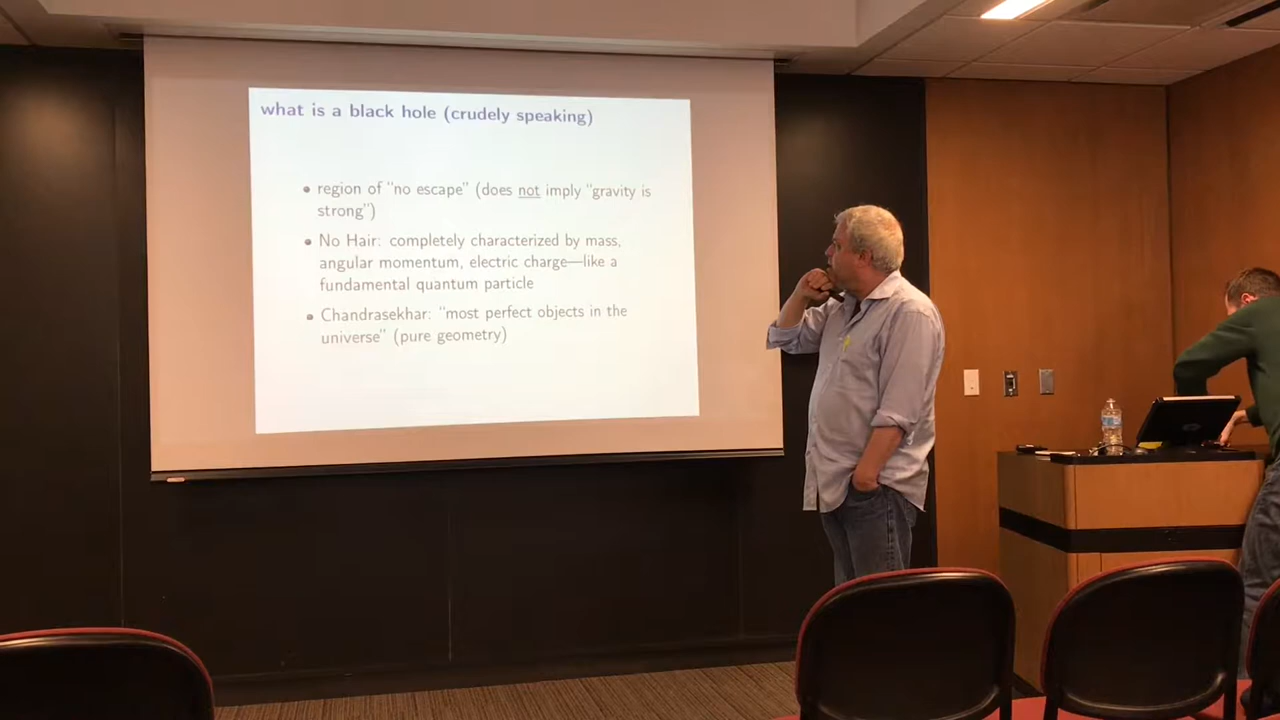 what is a black hole (crudely speaking)
• region of "no escape" (does not imply "gravity is
strong")
• No Hair: completely characterized by mass,
angular momentum, electric charge—like a
fundamental quantum particle
• Chandrasekhar: "most perfect objects in the
universe" (pure geometry)